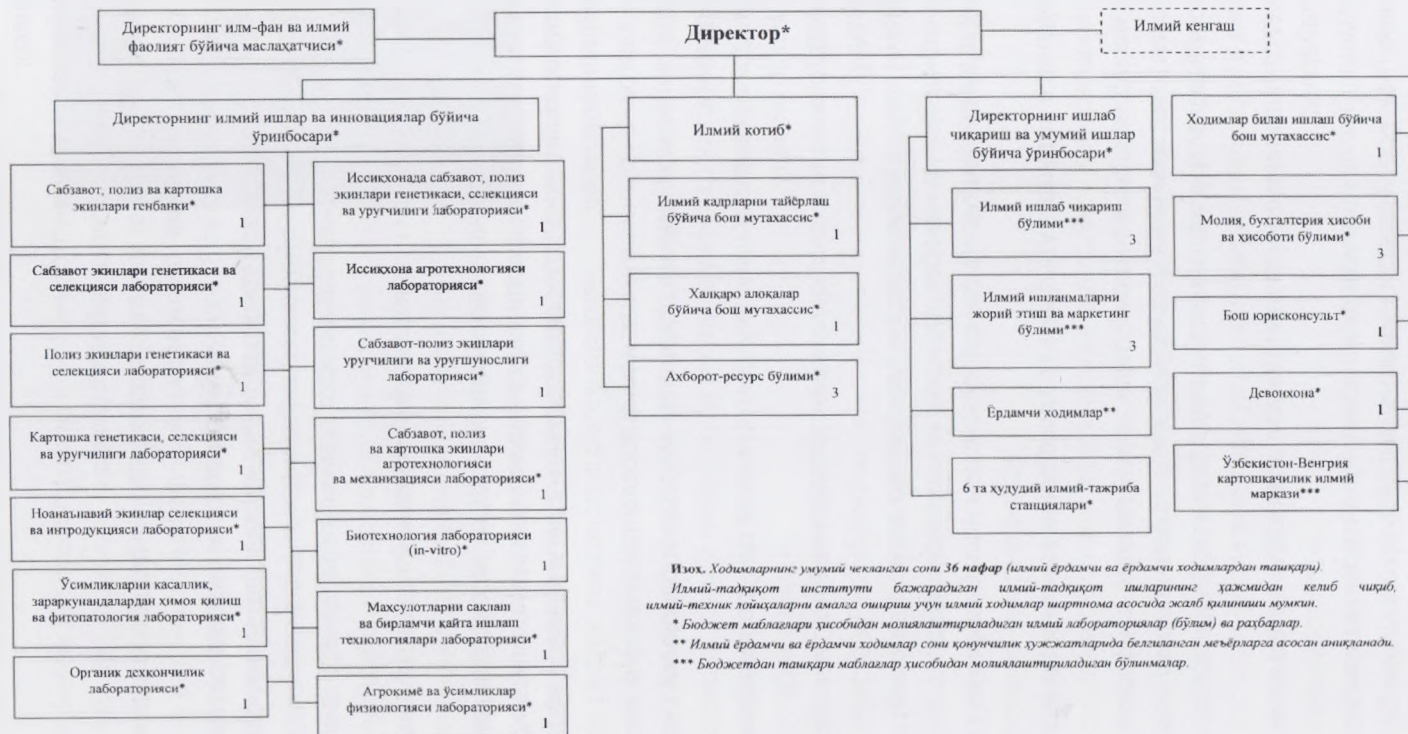 Директорнинг илм-фан ва илмий
фаолият бўйича маслаҳатчиси*
Директор*
Илмий кенгаш
Директорнинг илмий ишлар ва инновациялар бўйича
ўринбосари*
Сабзавот, полиз ва картошка
экинлари генбанки*
1
Сабзавот экинлари генетикаси ва
селекцияси лабораторияси*
1
Полиз экинлари генетикаси ва
селекцияси лабораторияси*
1
Картошка генетикаси, селекцияси
ва уруғчилиги лабораторияси*
1
Ноанъанавий экинлар селекцияси
ва интродукцияси лабораторияси*
1
Ўсимликларни касаллик,
зараркунандалардан ҳимоя қилиш
ва фитопатология лабораторияси*
1
Органик деҳқончилик
лабораторияси*
1
Иссиқхонада сабзавот, полиз
экинлари генетикаси, селекцияси
ва уруғчилиги лабораторияси*
1
Иссиқхона агротехнологияси
лабораторияси*
1
Сабзавот-полиз экинлари
уруғчилиги ва уруғшунослиги
лабораторияси*
1
Сабзавот, полиз
ва картошка экинлари
агротехнологияси
ва механизацияси лабораторияси*
1
Биотехнология лабораторияси
(in-vitro)*
1
Маҳсулотларни сақлаш
ва бирламчи қайта ишлаш
технологиялари лабораторияси*
1
Агрокимё ва ўсимликлар
физиологияси лабораторияси*
1
Илмий котиб*
Илмий кадрларни тайёрлаш
бўйича бош мутахассис*
1
Халқаро алоқалар
бўйича бош мутахассис*
1
Ахборот-ресурс бўлими*
3
Директорнинг ишлаб
чиқариш ва умумий ишлар
бўйича ўринбосари*
Илмий ишлаб чиқариш
бўлими***
3
Илмий ишланмаларни
жорий этиш ва маркетинг
бўлими***
3
Ёрдамчи ходимлар**
6 та ҳудудий илмий-тажриба
станциялари*
Ходимлар билан ишлаш бўйича
бош мутахассис*
1
Молия, бухгалтерия ҳисоби
ва ҳисоботи бўлими*
3
Бош юрисконсульт*
1
Девонхона*
1
Ўзбекистон-Венгрия
картошкачилик илмий
маркази***
Изоҳ. Ходимларнинг умумий чекланган сони 36 нафар (илмий ёрдамчи ва ёрдамчи ходимлардан ташқари).
Илмий-тадқиқот институти бажарадиган илмий-тадқиқот ишларининг ҳажмидан келиб чиқиб,
илмий-техник лойиҳаларни амалга ошириш учун илмий ходимлар шартнома асосида жалб қилиниши мумкин.
* Бюджет маблағлари ҳисобидан молиялаштириладиган илмий лабораториялар (бўлим) ва раҳбарлар.
** Илмий ёрдамчи ва ёрдамчи ходимлар сони қонунчилик ҳужжатларида белгиланган меъёрларга асосан аниқланади.
*** Бюджетдан ташқари маблағлар ҳисобидан молиялаштириладиган бўлинмалар.